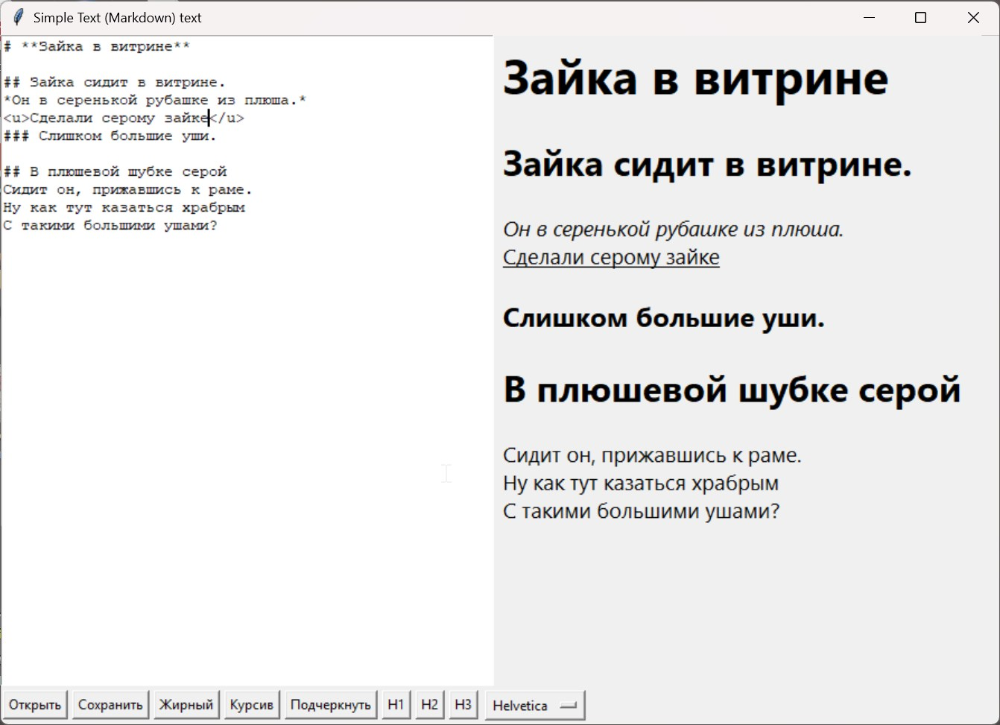 Simple Text (Markdown) text
# **Зайка в витрине**
## Зайка сидит в витрине.
*Он в серенькой рубашке из плюша.*
<u>Сделали серому зайке</u>
### Слишком большие уши.
## В плюшевой шубке серой
Сидит он, прижавшись к раме.
Ну как тут казаться храбрым
С такими большими ушами?
Зайка в витрине
Зайка сидит в витрине.
Он в серенькой рубашке из плюша.
Сделали серому зайке
Слишком большие уши.
В плюшевой шубке серой
Сидит он, прижавшись к раме.
Ну как тут казаться храбрым
С такими большими ушами?
Открыть Сохранить Жирный Курсив Подчеркнуть H1 H2 H3 Helvetica